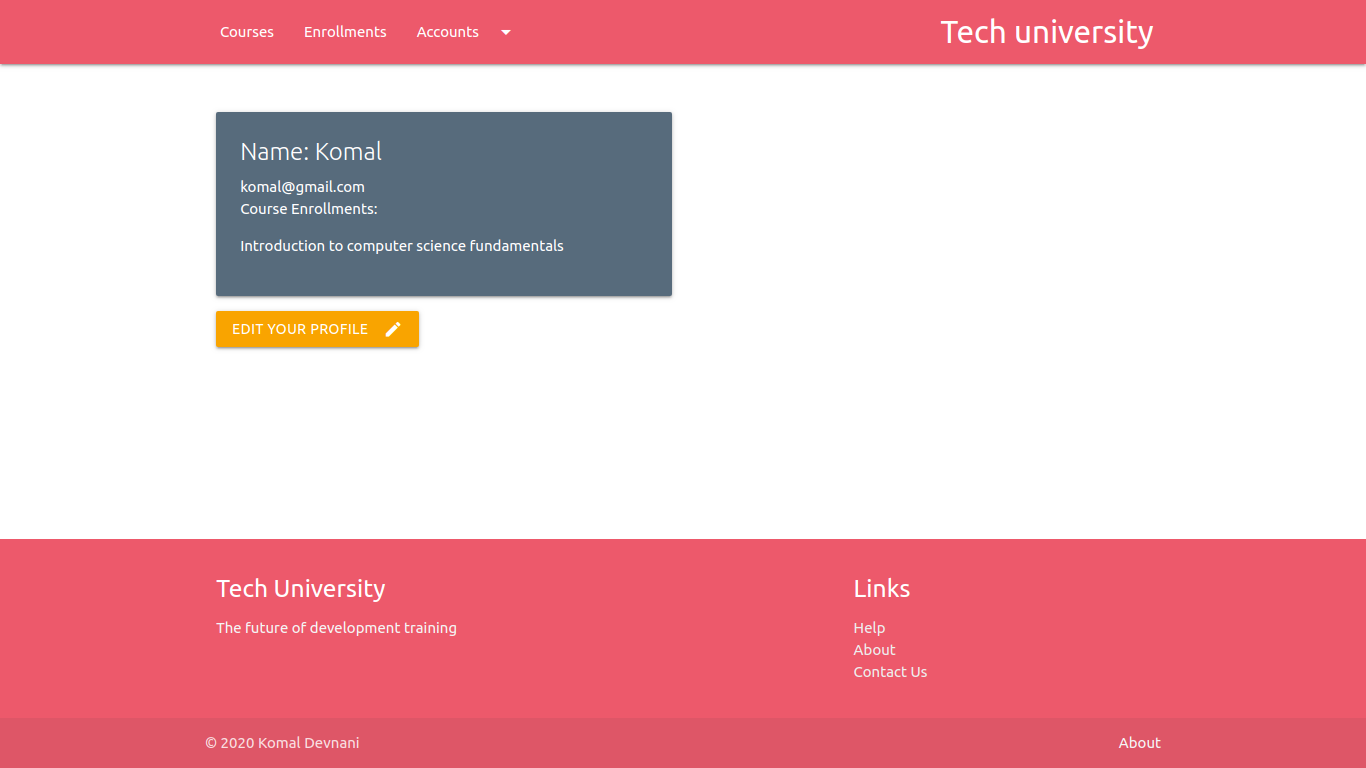 Courses Enrollments Accounts Tech university
Name: Komal
komal@gmail.com
Course Enrollments:
Introduction to computer science fundamentals
EDIT YOUR PROFILE
Tech University
The future of development training
Links
Help
About
Contact Us
© 2020 Komal Devnani About